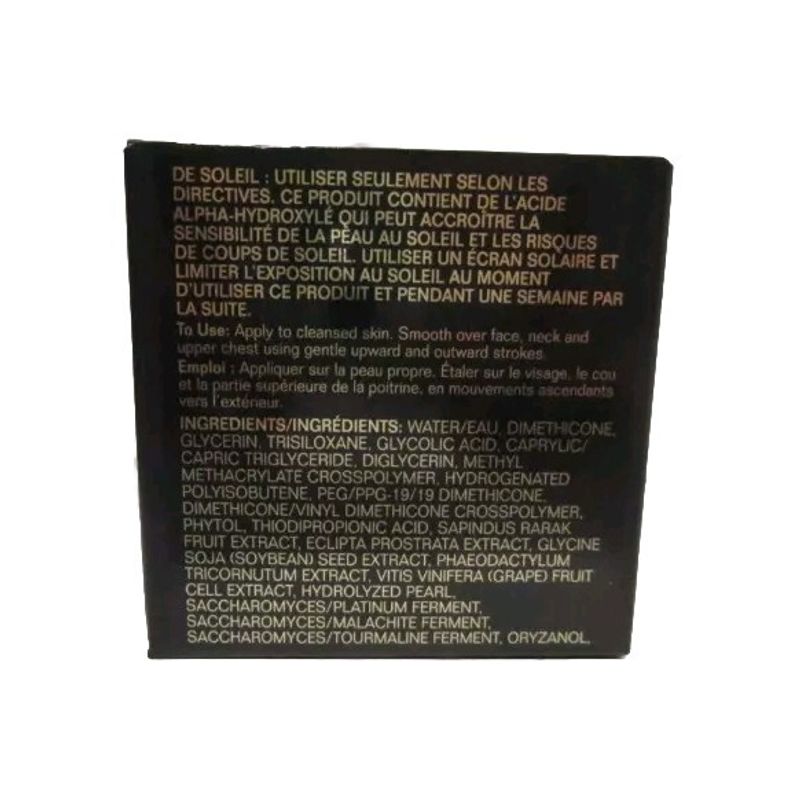 DE SOLEIL : UTILISER SEULEMENT SELON LES
DIRECTIVES. CE PRODUIT CONTIENT DE L'ACIDE
ALPHA-HYDROXYLÉ QUI PEUT ACCROÎTRE LA
SENSIBILITÉ DE LA PEAU AU SOLEIL ET LES RISQUES
DE COUPS DE SOLEIL. UTILISER UN ÉCRAN SOLAIRE ET
LIMITER L'EXPOSITION AU SOLEIL AU MOMENT
D'UTILISER CE PRODUIT ET PENDANT UNE SEMAINE PAR
LA SUITE.
To Use: Apply to cleansed skin. Smooth over face, neck and
upper chest using gentle upward and outward strokes.
Emploi : Appliquer sur la peau propre. Étaler sur le visage, le cou
et la partie supérieure de la poitrine, en mouvements ascendants
vers l'extérieur.
INGREDIENTS/INGRÉDIENTS: WATER/EAU, DIMETHICONE,
GLYCERIN, TRISILOXANE, GLYCOLIC ACID, CAPRYLIC/
CAPRIC TRIGLYCERIDE, DIGLYCERIN, METHYL
METHACRYLATE CROSSPOLYMER, HYDROGENATED
POLYISOBUTENE, PEG/PPG-19/19 DIMETHICONE,
DIMETHICONE/VINYL DIMETHICONE CROSSPOLYMER,
PHYTOL, THIODIPROPIONIC ACID, SAPINDUS RARAK
FRUIT EXTRACT, ECLIPTA PROSTRATA EXTRACT, GLYCINE
SOJA (SOYBEAN) SEED EXTRACT, PHAEODACTYLUM
TRICORNUTUM EXTRACT, VITIS VINIFERA (GRAPE) FRUIT
CELL EXTRACT, HYDROLYZED PEARL,
SACCHAROMYCES/PLATINUM FERMENT,
SACCHAROMYCES/MALACHITE FERMENT,
SACCHAROMYCES/TOURMALINE FERMENT, ORYZANOL,